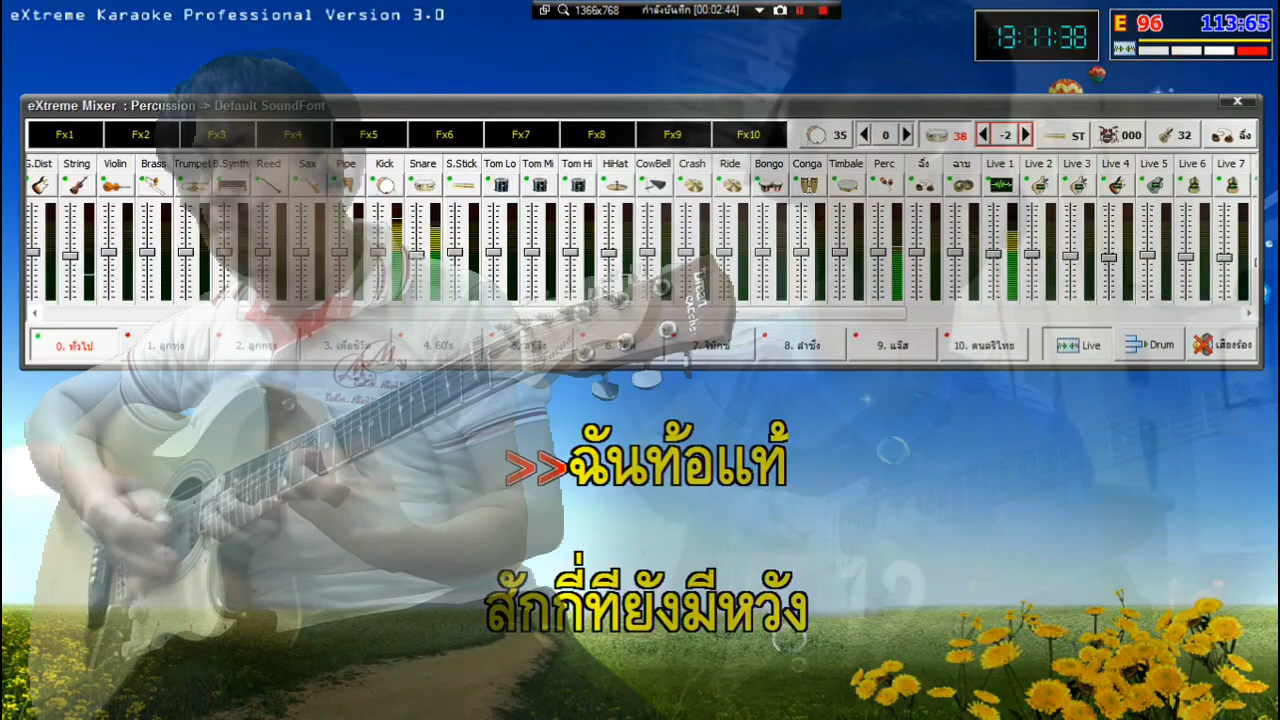 eXtreme Karaoke Professional Version 3.0
1366x768 กำลังบันทึก [00:02:44]
13:11:38
E 96 113:65
eXtreme Mixer : Percussion -> Default SoundFont
Fx1 Fx2 Fx3 Fx4 Fx5 Fx6 Fx7 Fx8 Fx9 Fx10 35 0 38 -2 ST 000 32 ฉิ่ง
G.Dist String Violin Brass Trumpet B.Synth Reed Sax Pipe Kick Snare S.Stick Tom Lo Tom Mi Tom Hi HiHat CowBell Crash Ride Bongo Conga Timbale Perc ฉิ่ง ฉาบ Live 1 Live 2 Live 3 Live 4 Live 5 Live 6 Live 7
0. ทั่วไป 1. ลูกทุ่ง 2. ลูกกรุง 3. เพื่อชีวิต 4. 60's 5. 6. 7. 8. ลำซิ่ง 9. แจ๊ส 10. ดนตรีไทย Live Drum เสียงร้อง
>>ฉันท้อแท้
สักกี่ทียังมีหวัง
12